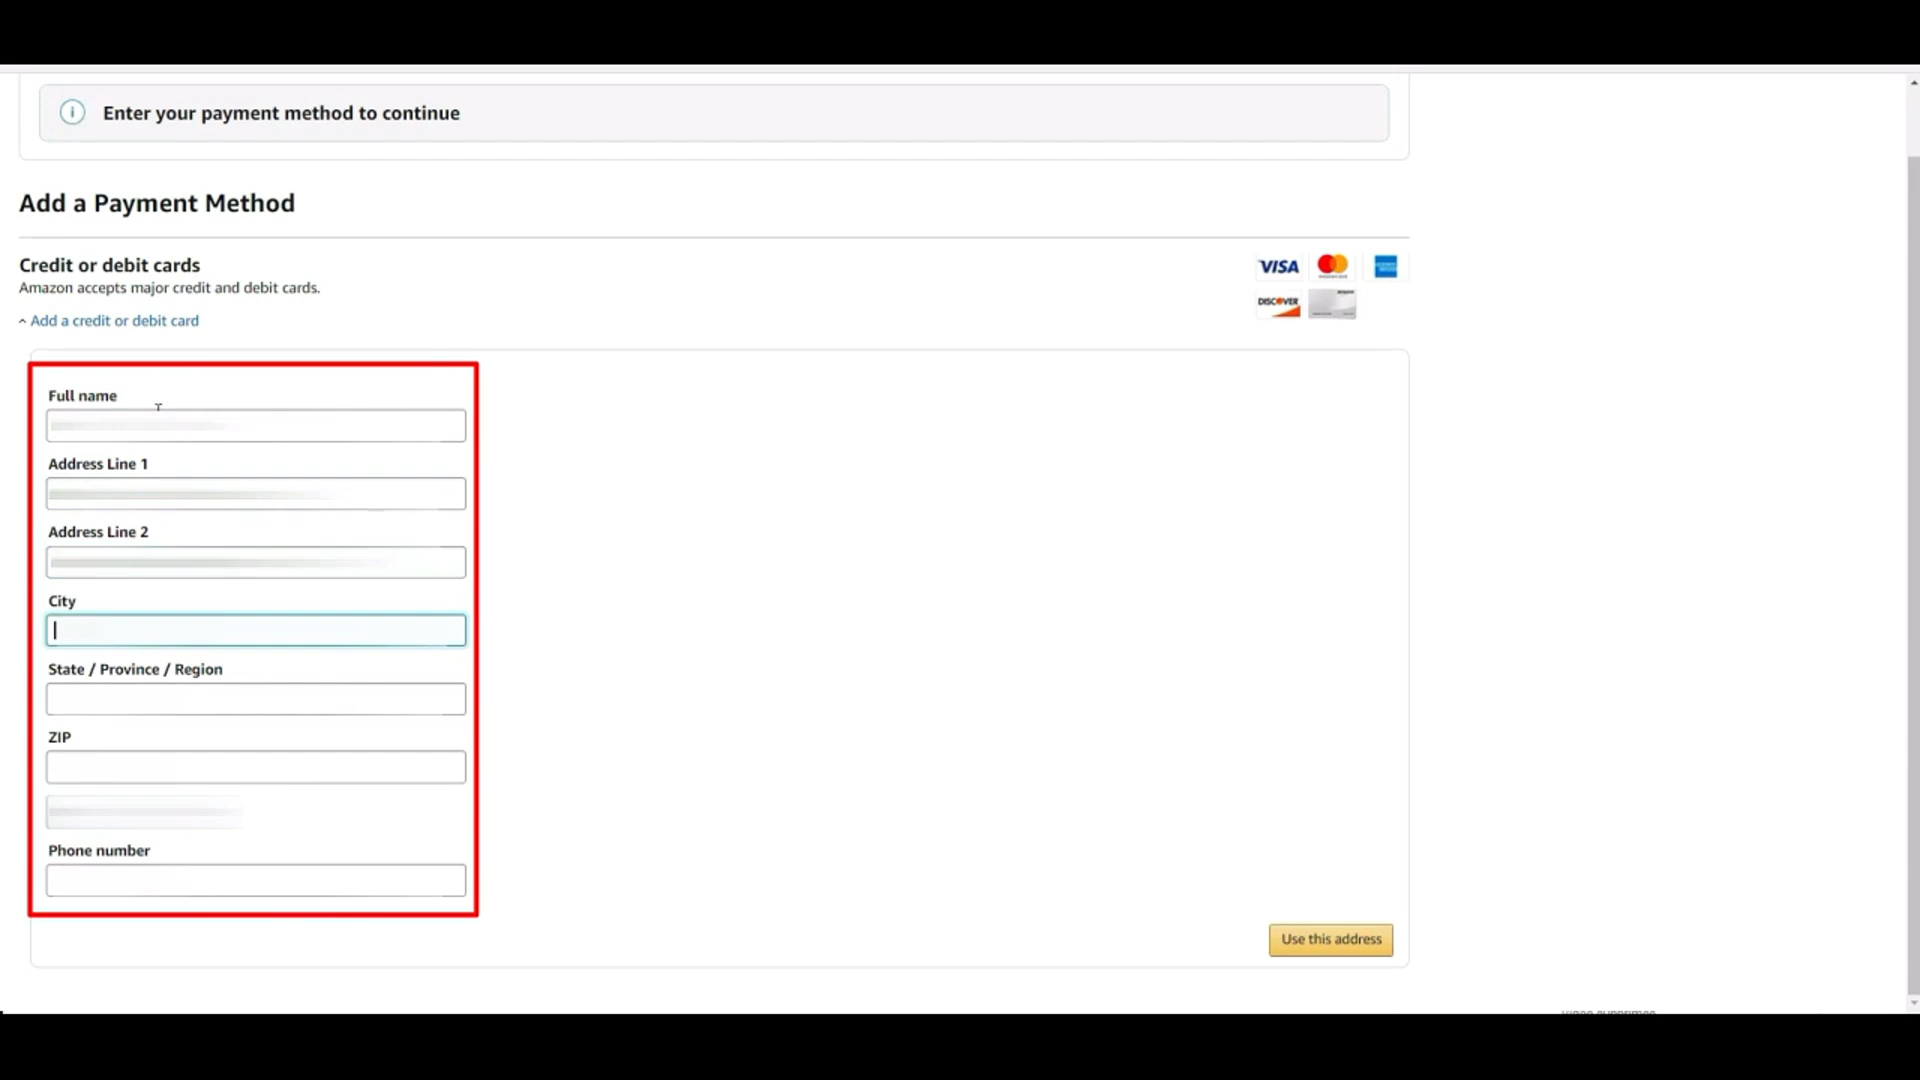 Enter your payment method to continue
Add a Payment Method
Credit or debit cards
Amazon accepts major credit and debit cards.
Add a credit or debit card
VISA
DISCOVER
Full name
Address Line 1
Address Line 2
City
State / Province / Region
ZIP
Phone number
Use this address